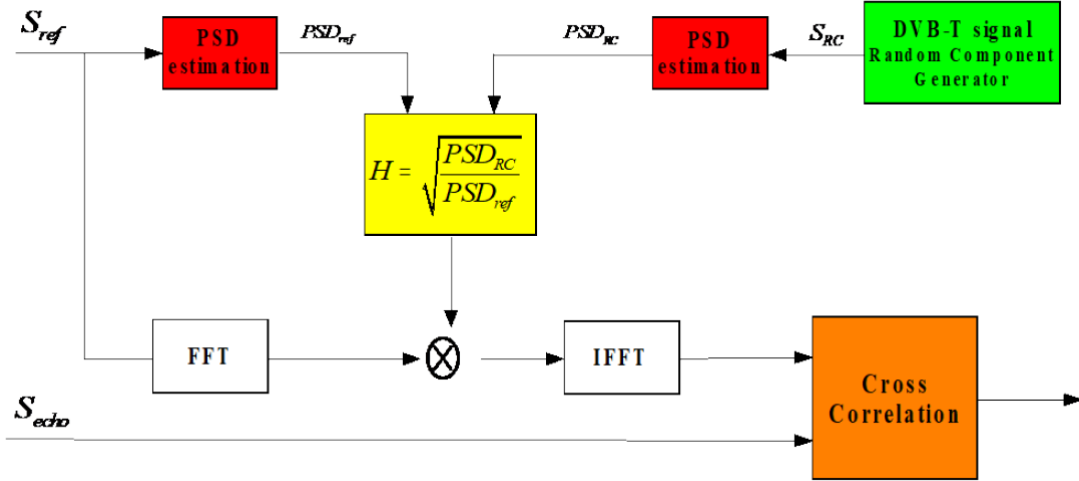 S_ref
PSD
estimation
PSD_ref
PSD_RC
PSD
estimation
S_RC
DVB-T signal
Random Component
Generator
H = √(PSD_RC / PSD_ref)
FFT
IFFT
Cross
Correlation
S_echo